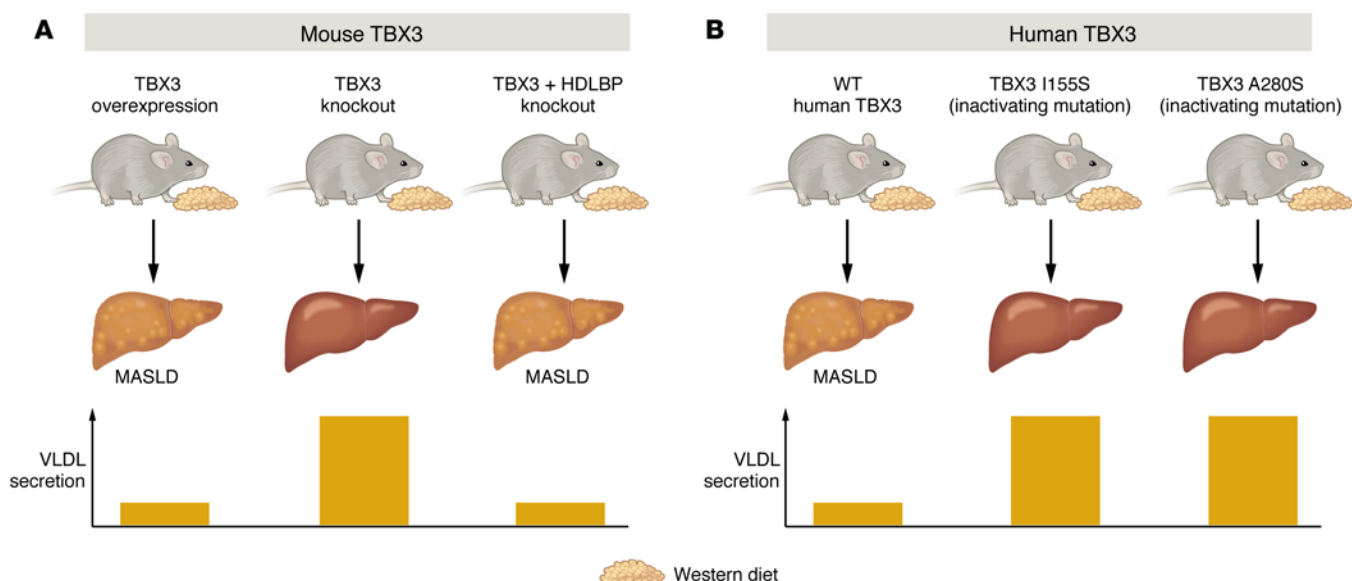 A
Mouse TBX3
TBX3
overexpression
TBX3
knockout
TBX3 + HDLBP
knockout
MASLD
MASLD
VLDL
secretion
B
Human TBX3
WT
human TBX3
TBX3 I155S
(inactivating mutation)
TBX3 A280S
(inactivating mutation)
MASLD
VLDL
secretion
Western diet